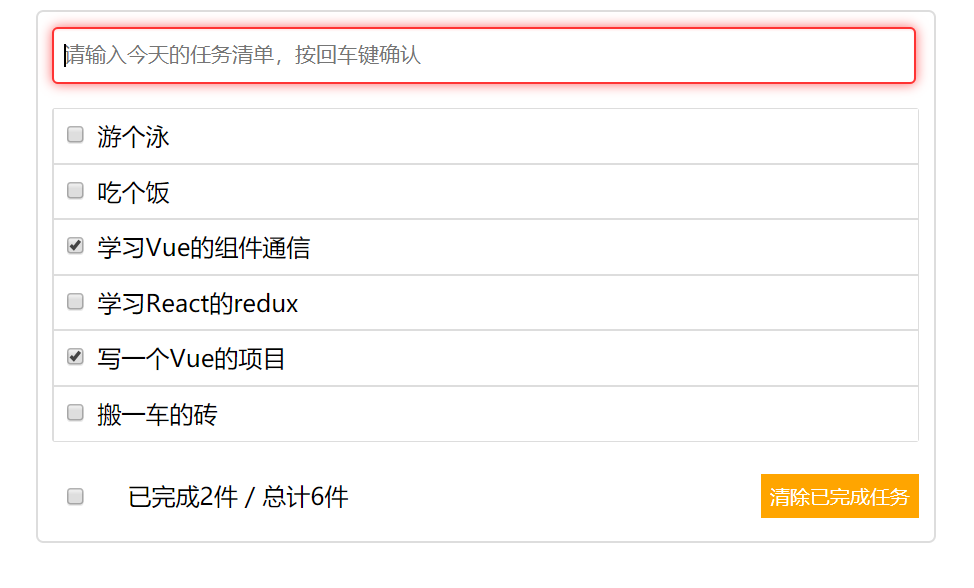 请输入今天的任务清单，按回车键确认
游个泳
吃个饭
学习Vue的组件通信
学习React的redux
写一个Vue的项目
搬一车的砖
已完成2件 / 总计6件
清除已完成任务